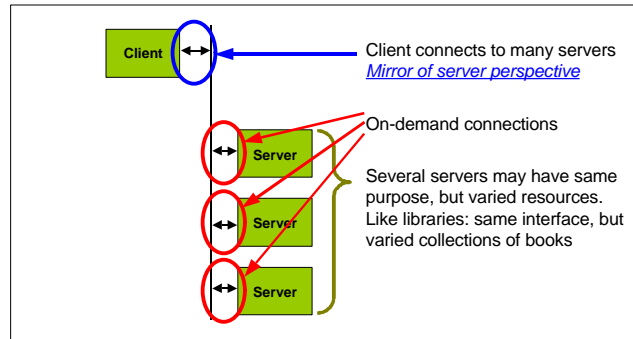 Client
Client connects to many servers
Mirror of server perspective
On-demand connections
Server
Several servers may have same
purpose, but varied resources.
Like libraries: same interface, but
varied collections of books
Server
Server